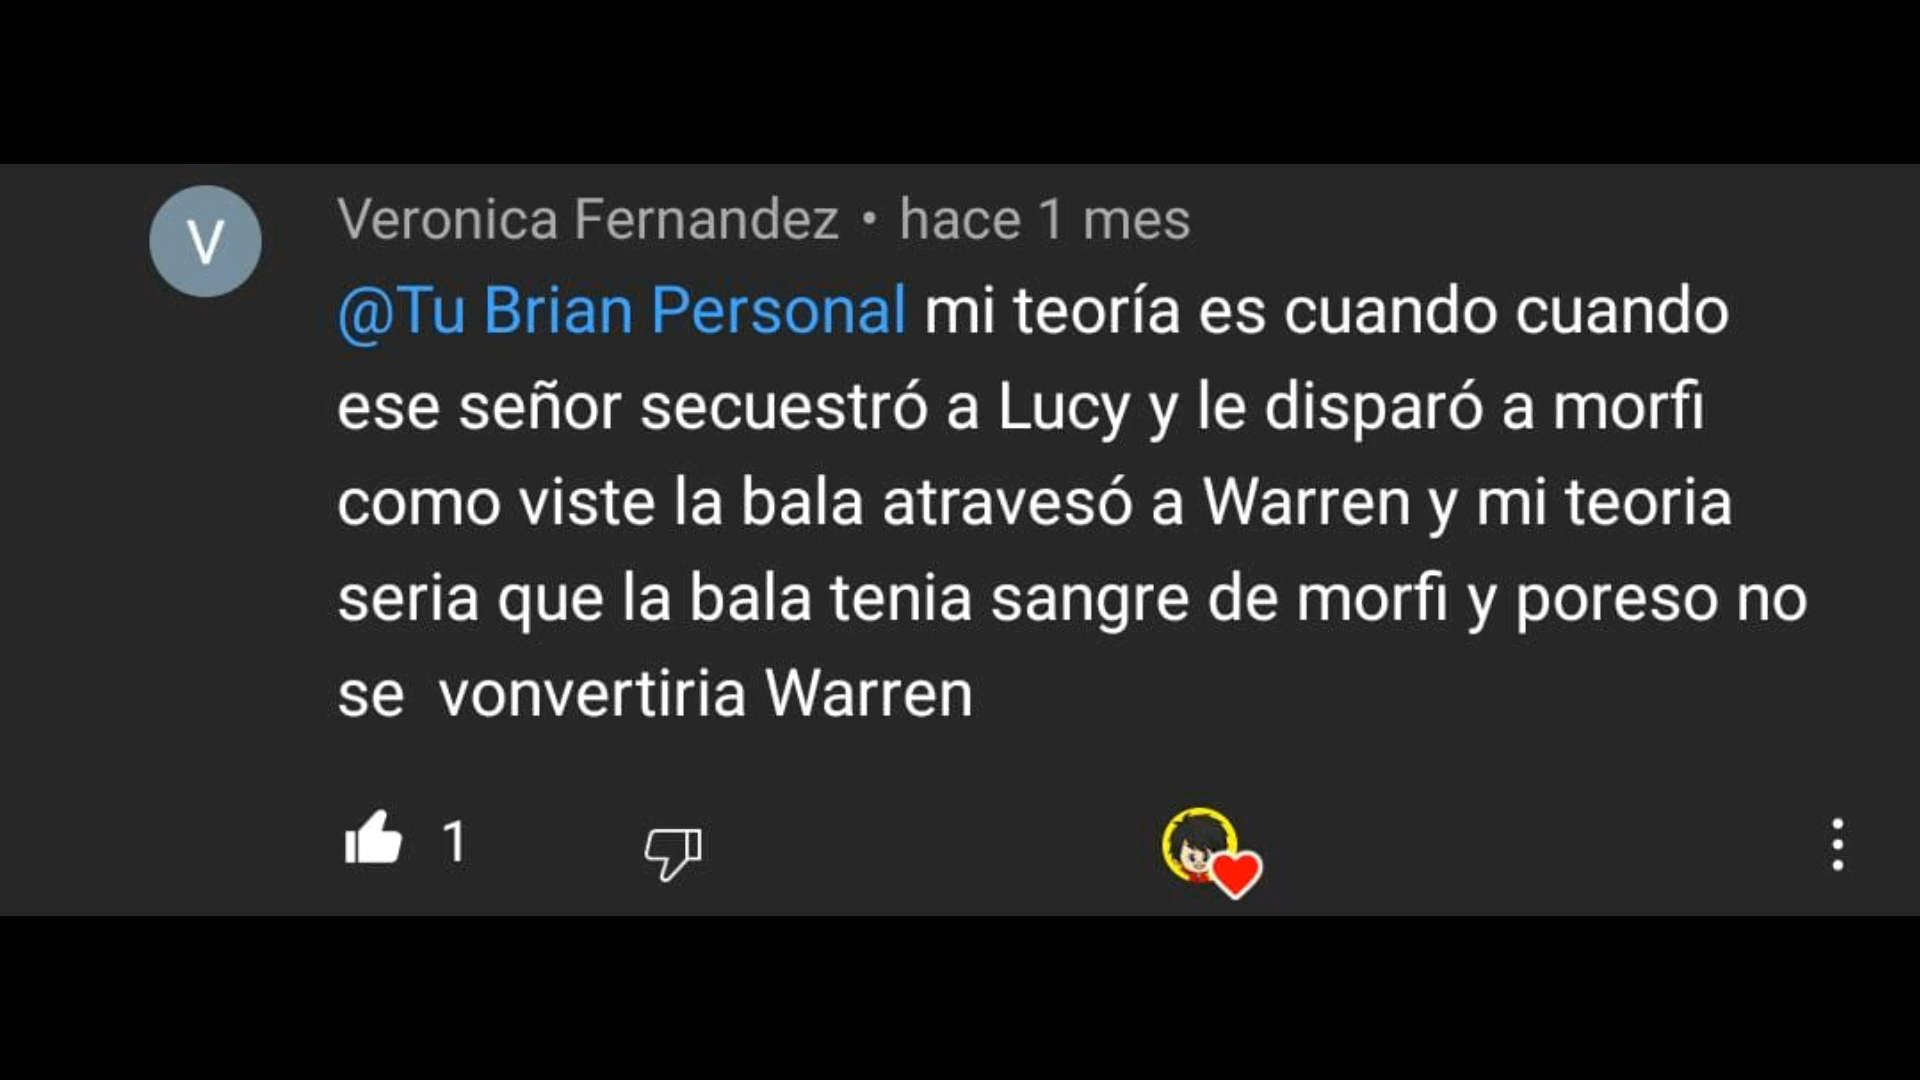 V
Veronica Fernandez • hace 1 mes
@Tu Brian Personal mi teoría es cuando cuando
ese señor secuestró a Lucy y le disparó a morfi
como viste la bala atravesó a Warren y mi teoria
seria que la bala tenia sangre de morfi y poreso no
se  vonvertiria Warren
1